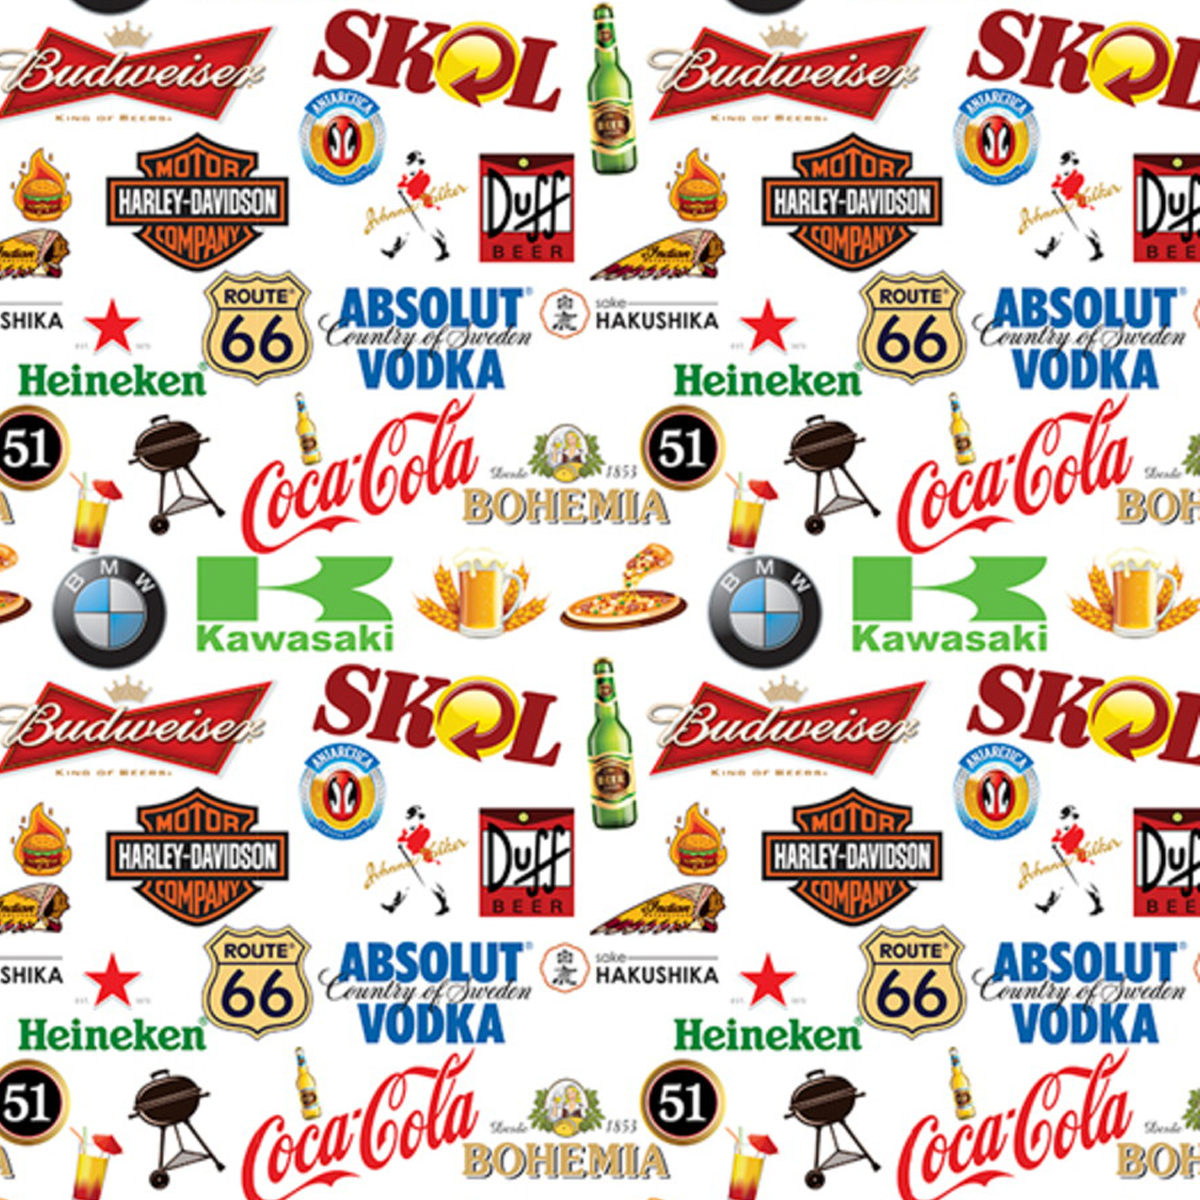 Budweiser
KING OF BEERS.
SKOL
Budweiser
KING OF BEERS.
SKOL
ANTARCTICA
BEER
ANTARCTICA
MOTOR
HARLEY-DAVIDSON
COMPANY
Johnnie Walker
Duff
BEER
MOTOR
HARLEY-DAVIDSON
COMPANY
Johnnie Walker
Duff
BEER
Indian
Indian
SHIKA
Heineken
ROUTE
66
ABSOLUT
Country of Sweden
VODKA
sake
HAKUSHIKA
Heineken
ROUTE
66
ABSOLUT
Country of Sweden
VODKA
51
Coca-Cola
Desde 1853
BOHEMIA
51
Coca-Cola
BOH
BMW
Kawasaki
BMW
Kawasaki
Budweiser
KING OF BEERS.
SKOL
Budweiser
KING OF BEERS.
SKOL
ANTARCTICA
BEER
ANTARCTICA
MOTOR
HARLEY-DAVIDSON
COMPANY
Johnnie Walker
Duff
BEER
MOTOR
HARLEY-DAVIDSON
COMPANY
Johnnie Walker
Duff
BEER
Indian
Indian
SHIKA
Heineken
ROUTE
66
ABSOLUT
Country of Sweden
VODKA
sake
HAKUSHIKA
Heineken
ROUTE
66
ABSOLUT
Country of Sweden
VODKA
51
Coca-Cola
Desde 1853
BOHEMIA
51
Coca-Cola
BOH